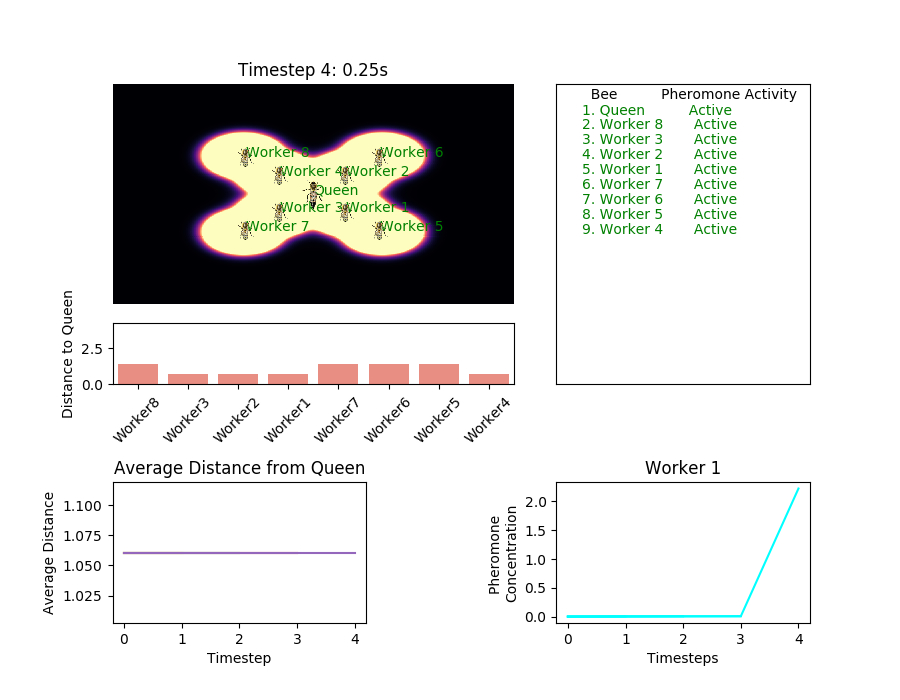 Timestep 4: 0.25s
Worker 8
Worker 6
Worker 4
Worker 2
Queen
Worker 3
Worker 1
Worker 7
Worker 5
Bee Pheromone Activity
1. Queen Active
2. Worker 8 Active
3. Worker 3 Active
4. Worker 2 Active
5. Worker 1 Active
6. Worker 7 Active
7. Worker 6 Active
8. Worker 5 Active
9. Worker 4 Active
Distance to Queen
2.5
0.0
Worker8
Worker3
Worker2
Worker1
Worker7
Worker6
Worker5
Worker4
Average Distance from Queen
Average Distance
1.100
1.075
1.050
1.025
0 1 2 3 4
Timestep
Worker 1
Pheromone
Concentration
2.0
1.5
1.0
0.5
0.0
0 1 2 3 4
Timesteps